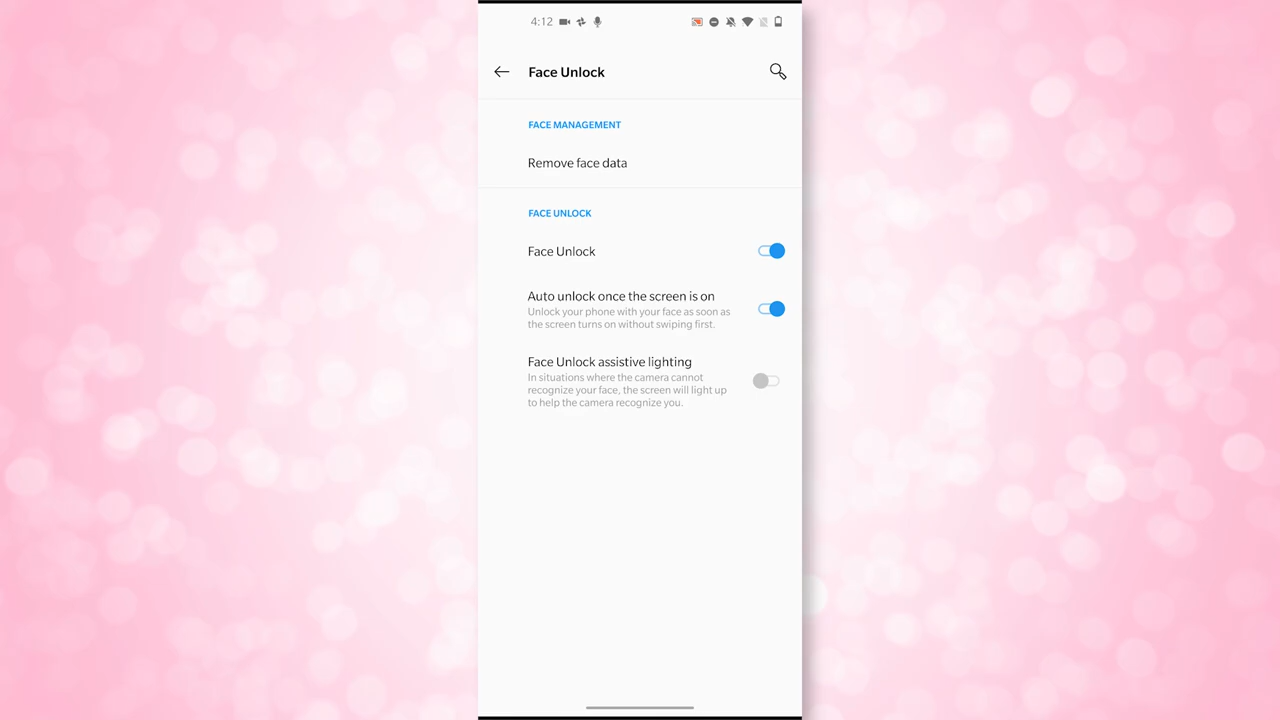 4:12
Face Unlock
FACE MANAGEMENT
Remove face data
FACE UNLOCK
Face Unlock
Auto unlock once the screen is on
Unlock your phone with your face as soon as
the screen turns on without swiping first.
Face Unlock assistive lighting
In situations where the camera cannot
recognize your face, the screen will light up
to help the camera recognize you.